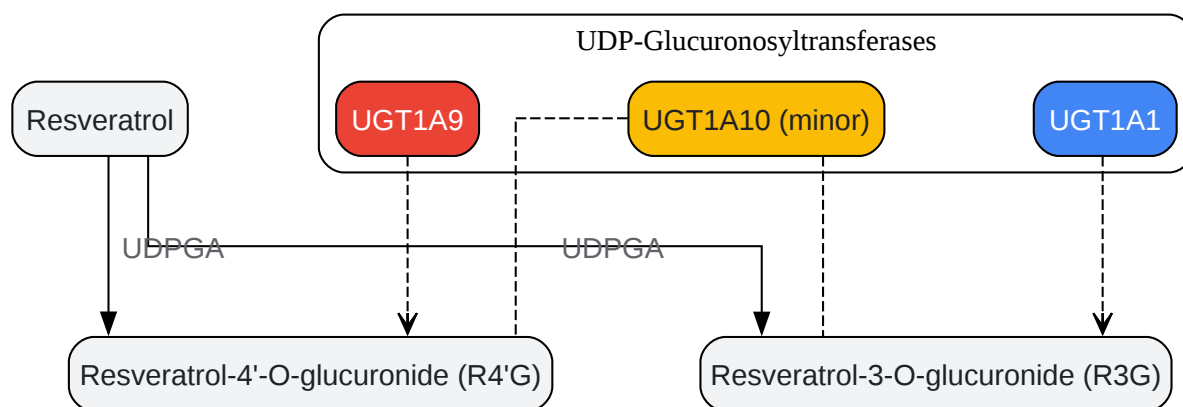 UDP-Glucuronosyltransferases
Resveratrol
UGT1A9
UGT1A10 (minor)
UGT1A1
UDPGA
UDPGA
Resveratrol-4'-O-glucuronide (R4'G)
Resveratrol-3-O-glucuronide (R3G)